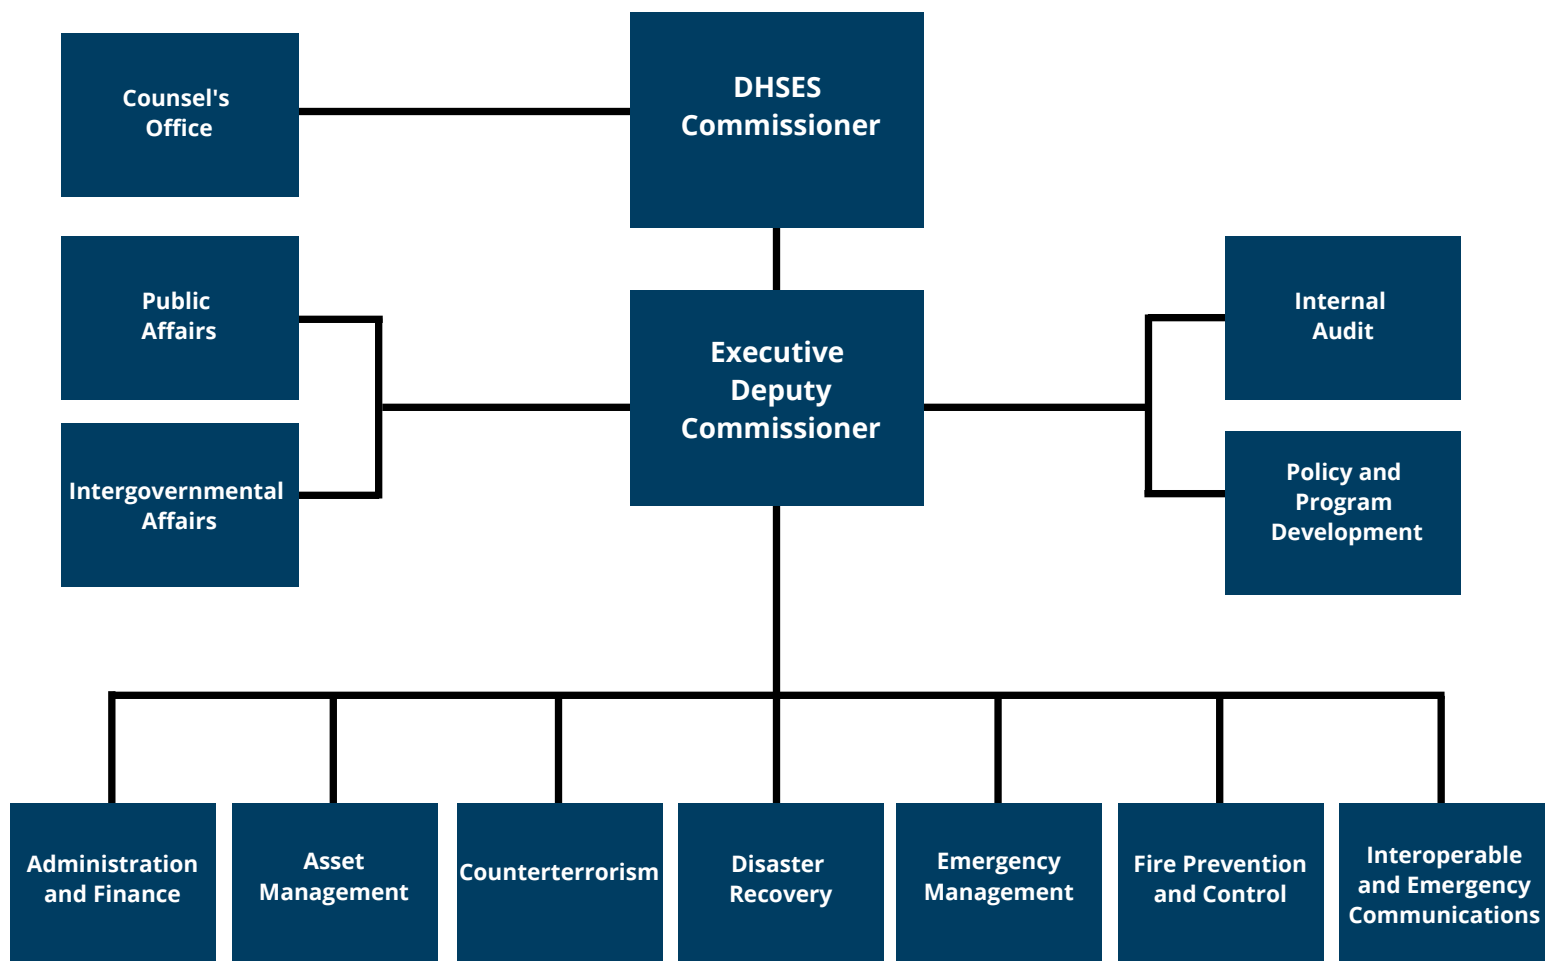 Counsel's
Office
DHSES
Commissioner
Public
Affairs
Executive
Deputy
Commissioner
Internal
Audit
Intergovernmental
Affairs
Policy and
Program
Development
Administration
and Finance
Asset
Management
Counterterrorism
Disaster
Recovery
Emergency
Management
Fire Prevention
and Control
Interoperable
and Emergency
Communications